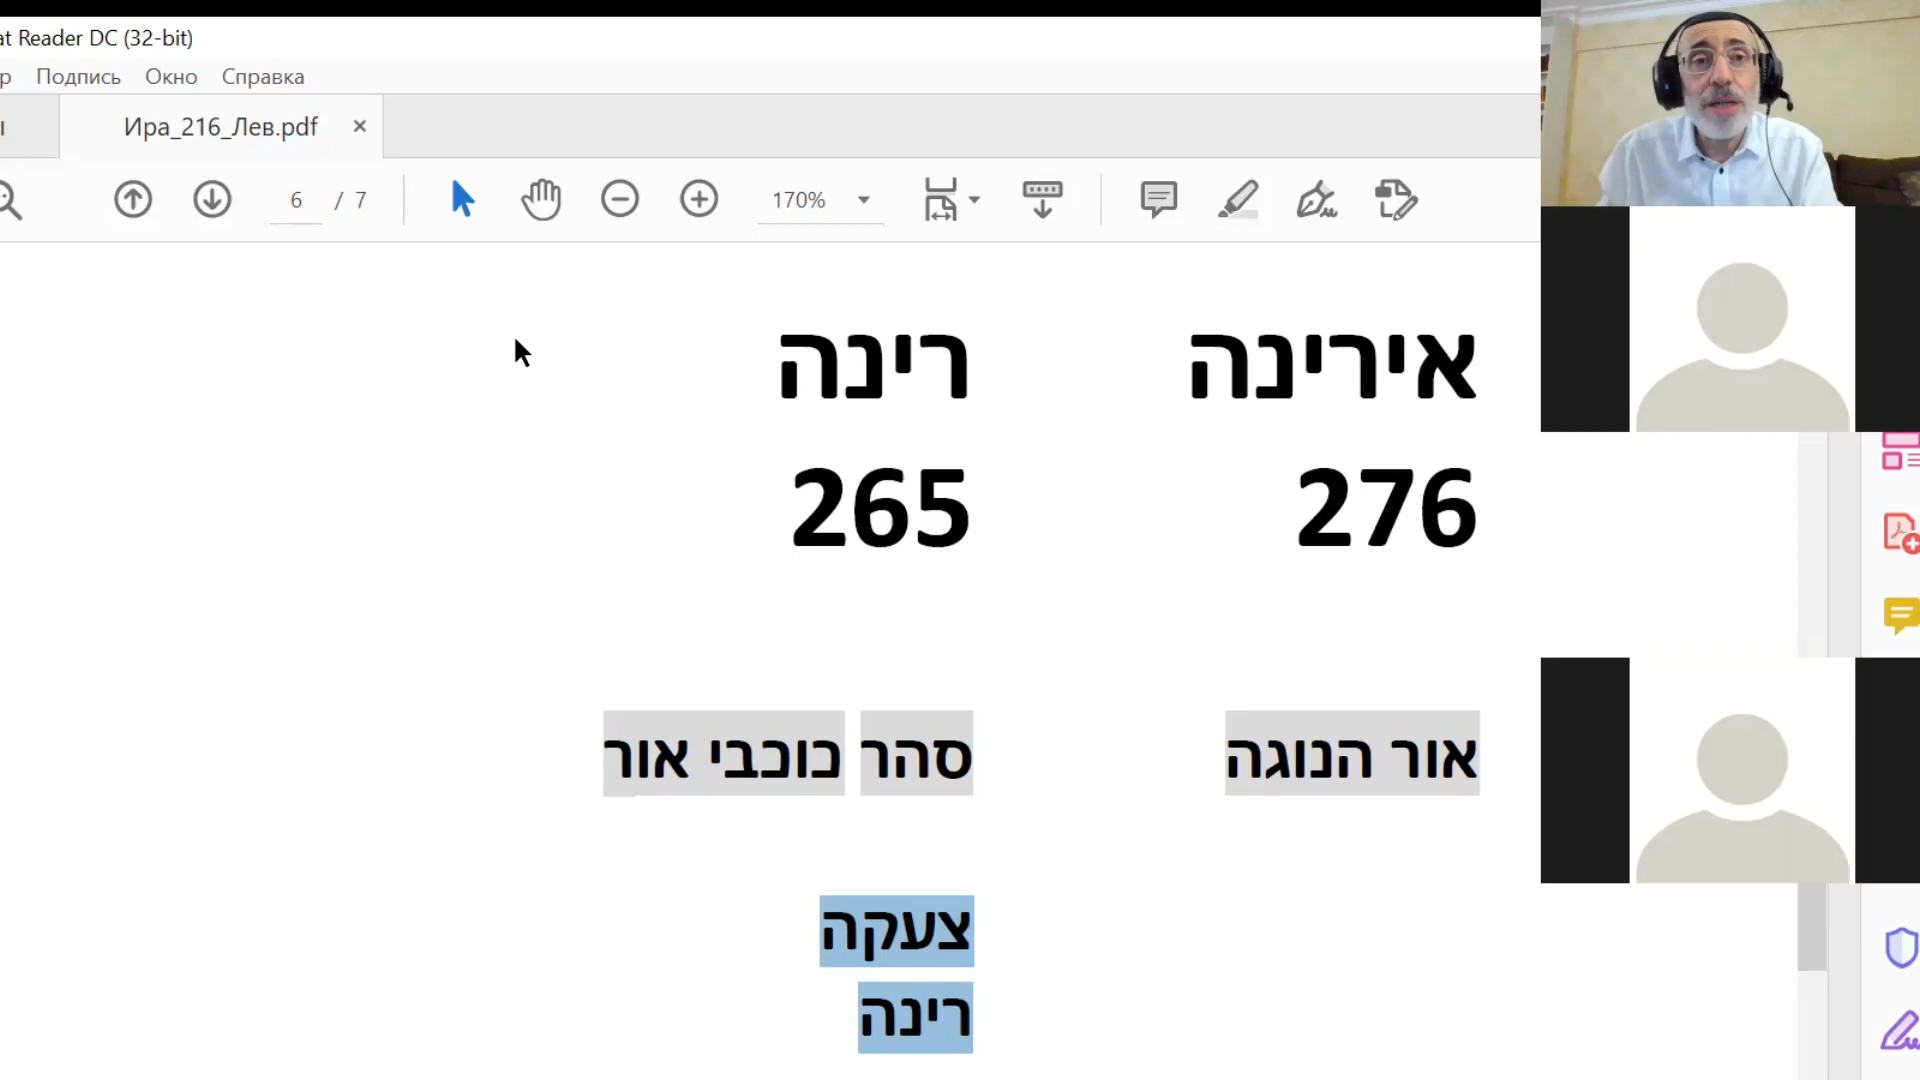 at Reader DC (32-bit)
р Подпись Окно Справка
ы Ира_216_Лев.pdf
6 / 7 170%
אירינה רינה
276 265
אור הנוגה סהר כוכבי אור
צעקה
רינה